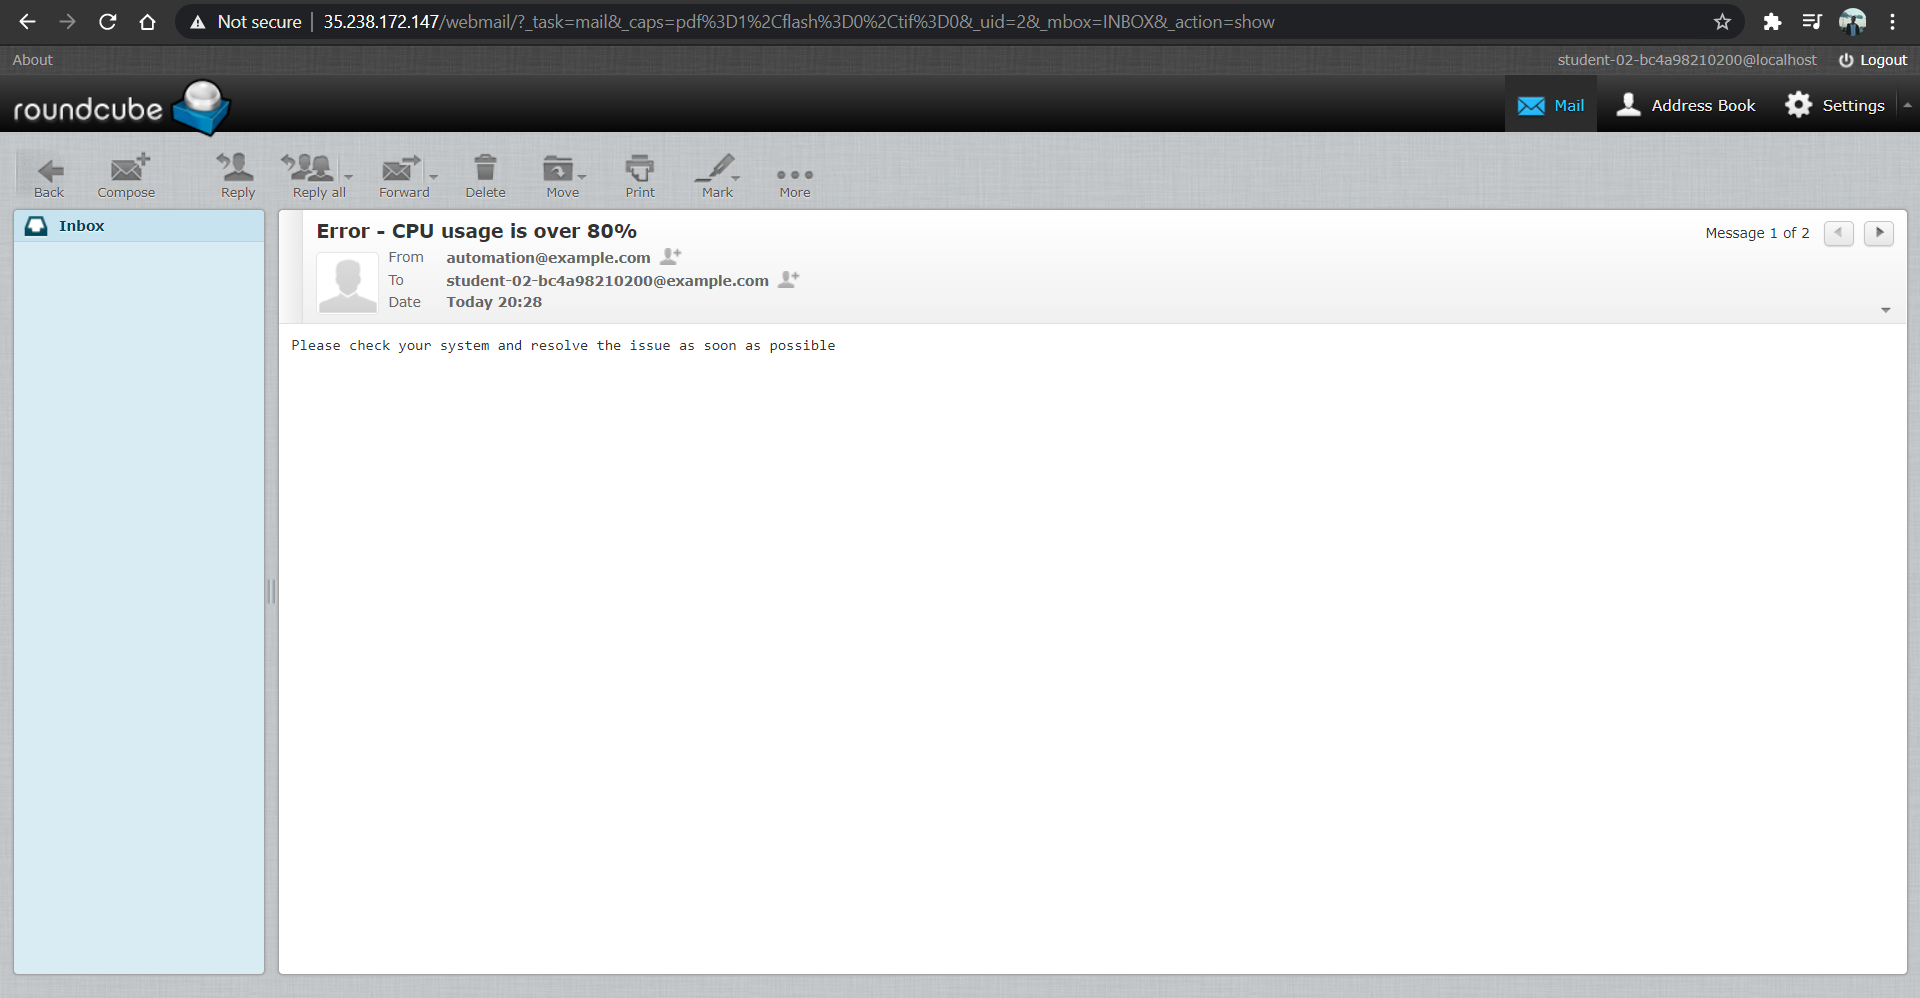 Not secure | 35.238.172.147/webmail/?_task=mail&_caps=pdf%3D1%2Cflash%3D0%2Ctif%3D0&_uid=2&_mbox=INBOX&_action=show
About student-02-bc4a98210200@localhost Logout
roundcube Mail Address Book Settings
Back Compose Reply Reply all Forward Delete Move Print Mark More
Inbox
Error - CPU usage is over 80% Message 1 of 2
From automation@example.com
To student-02-bc4a98210200@example.com
Date Today 20:28
Please check your system and resolve the issue as soon as possible